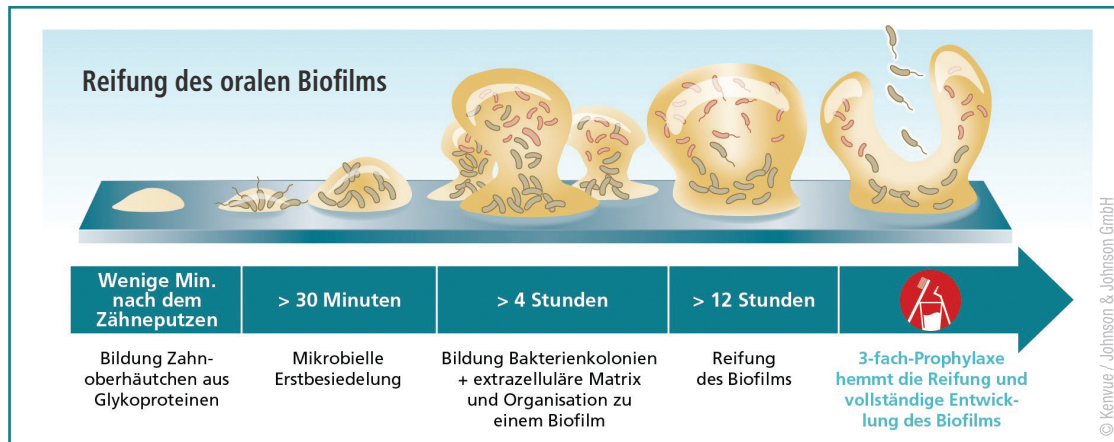 Reifung des oralen Biofilms
Wenige Min.
nach dem
Zähneputzen
> 30 Minuten
> 4 Stunden
> 12 Stunden
Bildung Zahn-
oberhäutchen aus
Glykoproteinen
Mikrobielle
Erstbesiedelung
Bildung Bakterienkolonien
+ extrazelluläre Matrix
und Organisation zu
einem Biofilm
Reifung
des Biofilms
3-fach-Prophylaxe
hemmt die Reifung und
vollständige Entwick-
lung des Biofilms
© Kenvue / Johnson & Johnson GmbH